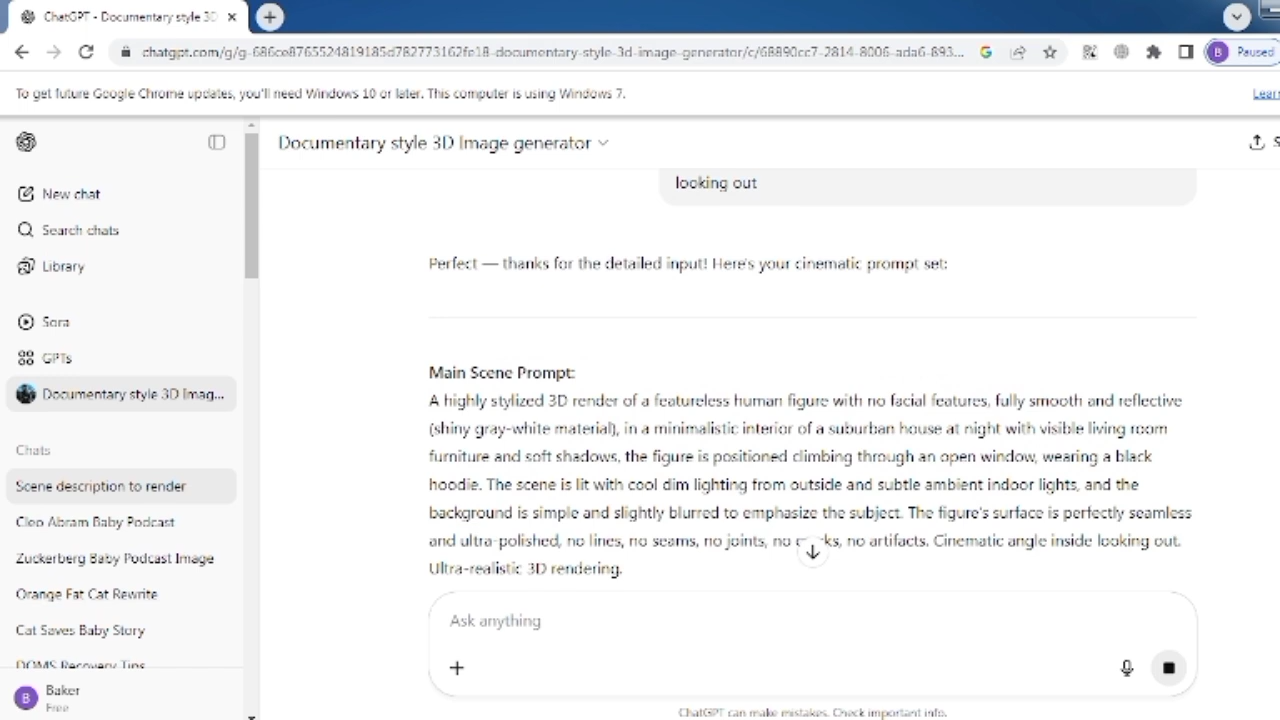 ChatGPT - Documentary style 3D
chatgpt.com/g/g-686ce8765524819185d782773162fe18-documentary-style-3d-image-generator/c/68890cc7-2814-8006-ada6-893...
Paused
To get future Google Chrome updates, you'll need Windows 10 or later. This computer is using Windows 7.
Lear
New chat
Search chats
Library
Sora
GPTs
Documentary style 3D Imag...
Chats
Scene description to render
Cleo Abram Baby Podcast
Zuckerberg Baby Podcast Image
Orange Fat Cat Rewrite
Cat Saves Baby Story
DOMS Recovery Tips
B
Baker
Free
Documentary style 3D Image generator
S
looking out
Perfect — thanks for the detailed input! Here's your cinematic prompt set:
Main Scene Prompt:
A highly stylized 3D render of a featureless human figure with no facial features, fully smooth and reflective
(shiny gray-white material), in a minimalistic interior of a suburban house at night with visible living room
furniture and soft shadows, the figure is positioned climbing through an open window, wearing a black
hoodie. The scene is lit with cool dim lighting from outside and subtle ambient indoor lights, and the
background is simple and slightly blurred to emphasize the subject. The figure's surface is perfectly seamless
and ultra-polished, no lines, no seams, no joints, no ks, no artifacts. Cinematic angle inside looking out.
Ultra-realistic 3D rendering.
Ask anything
ChatGPT can make mistakes. Check important info.